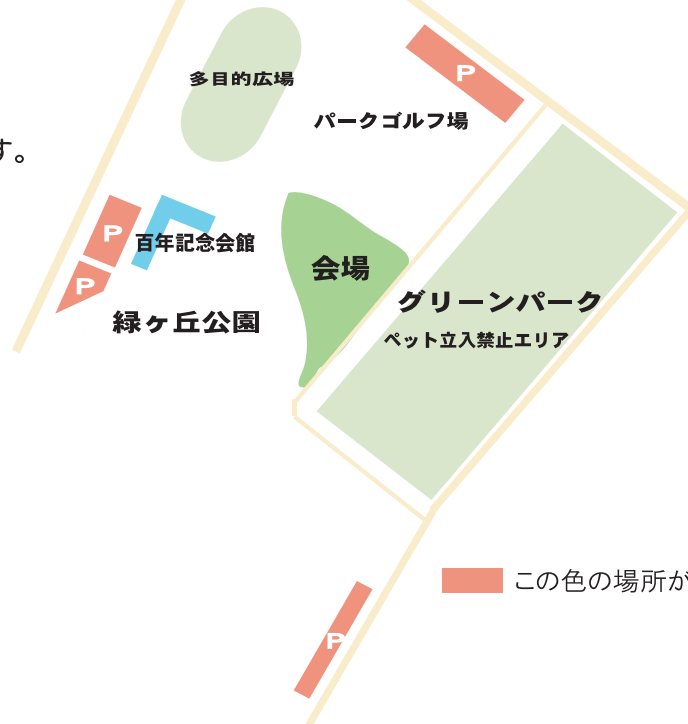 多目的広場
P
パークゴルフ場
す。
P
百年記念会館
P
会場
緑ヶ丘公園
グリーンパーク
ペット立入禁止エリア
この色の場所が
P